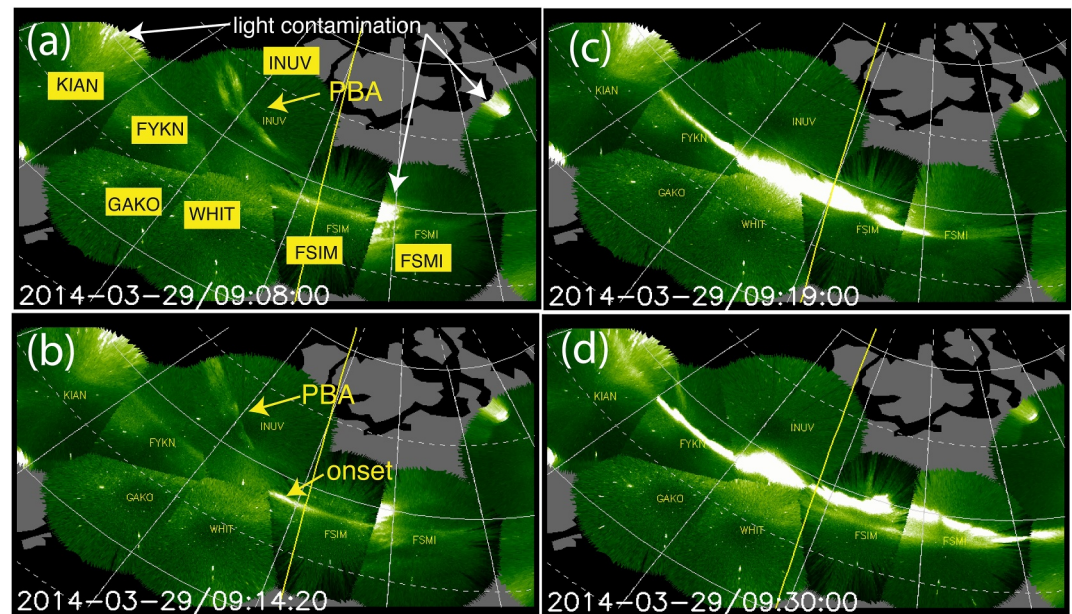 (a)
light contamination
KIAN
INUV
PBA
INUV
FYKN
GAKO
WHIT
FSIM
FSIM
FSMI
FSMI
2014-03-29/09:08:00
(c)
KIAN
FYKN
INUV
GAKO
WHIT
FSIM
FSMI
2014-03-29/09:19:00
(b)
PBA
KIAN
INUV
FYKN
onset
GAKO
WHIT
FSIM
FSMI
2014-03-29/09:14:20
(d)
KIAN
INUV
FYKN
GAKO
WHIT
FSIM
FSMI
2014-03-29/09:30:00